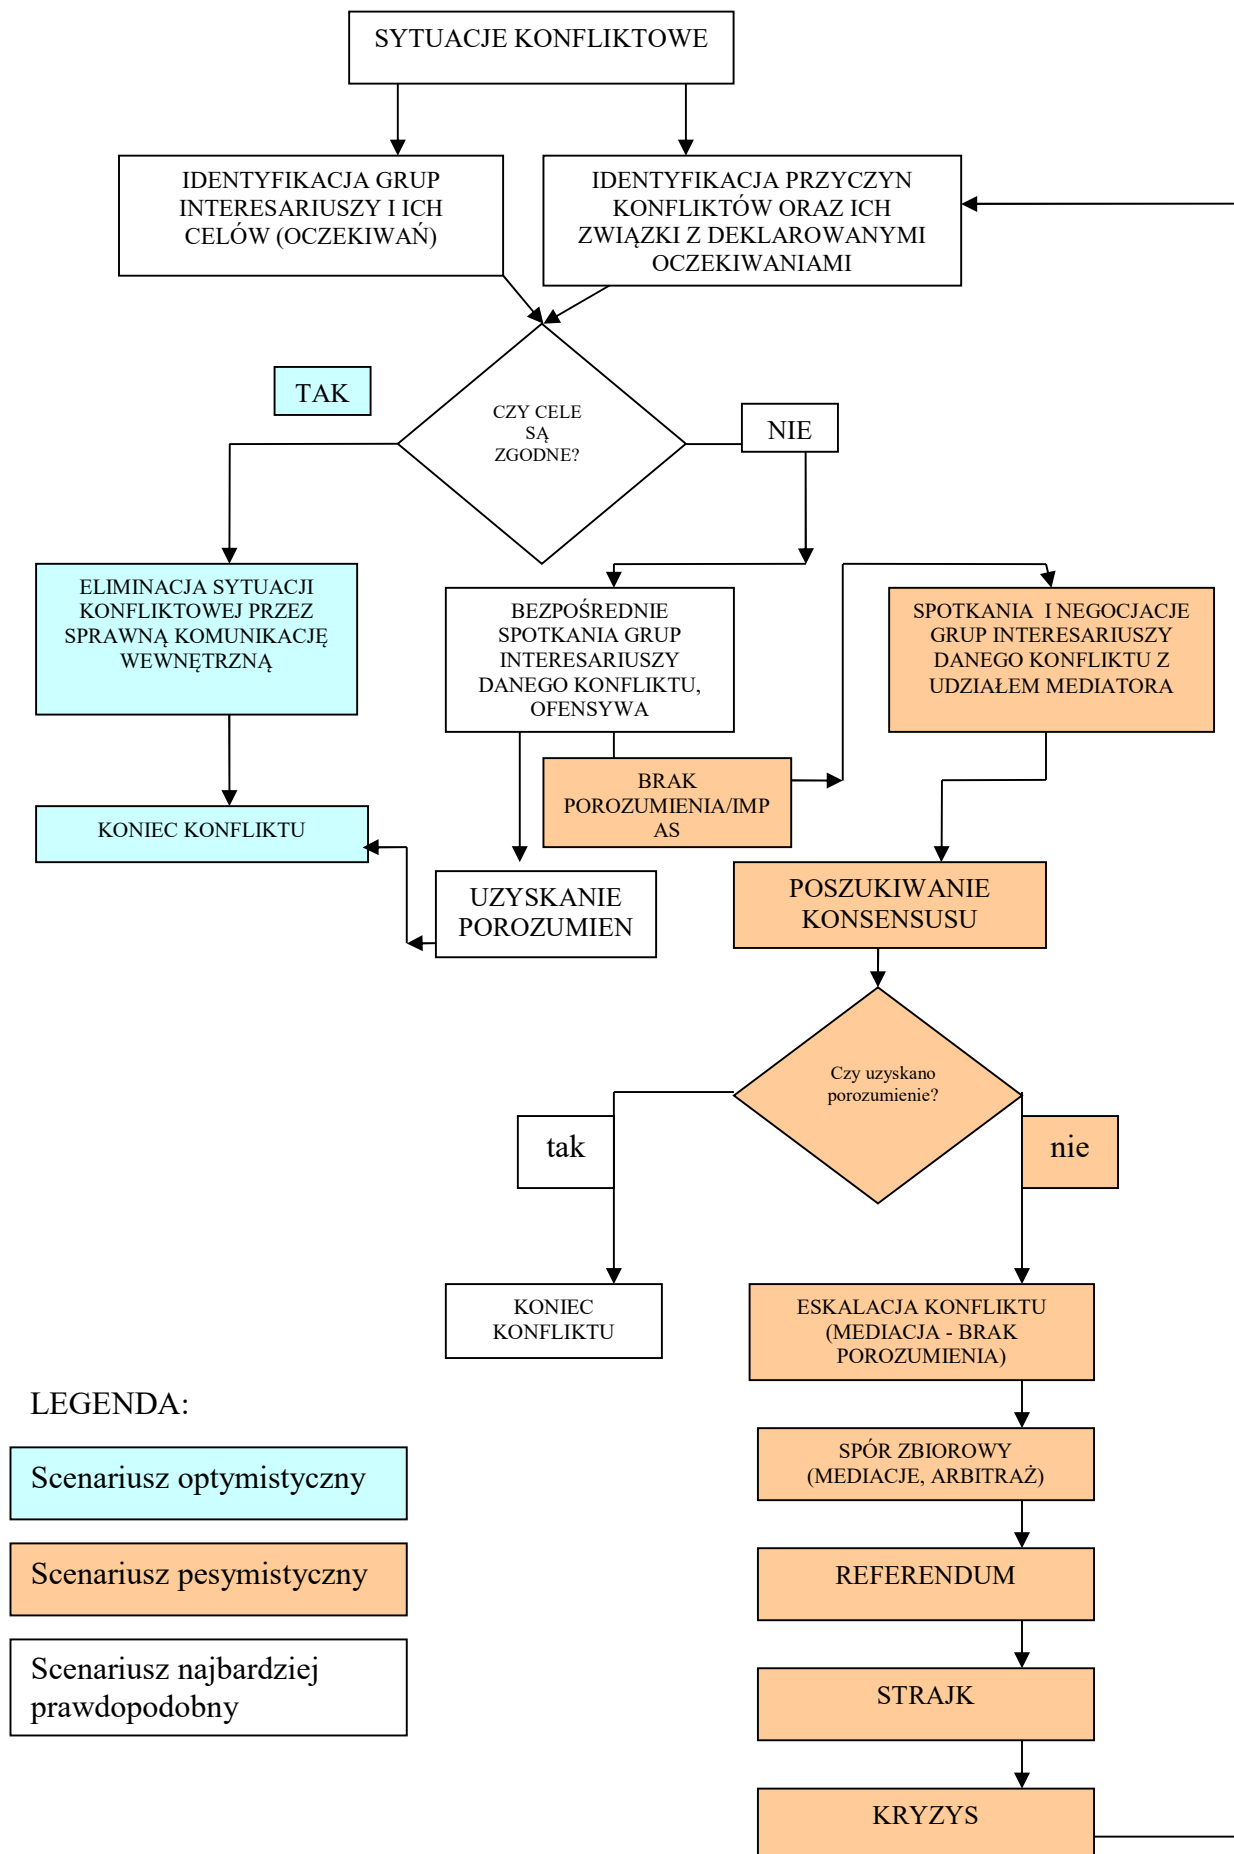 SYTUACJE KONFLIKTOWE
IDENTYFIKACJA GRUP
INTERESARIUSZY I ICH
CELÓW (OCZEKIWAŃ)
IDENTYFIKACJA PRZYCZYN
KONFLIKTÓW ORAZ ICH
ZWIĄZKI Z DEKLAROWANYMI
OCZEKIWANIAMI
TAK
CZY CELE
SĄ
ZGODNE?
NIE
ELIMINACJA SYTUACJI
KONFLIKTOWEJ PRZEZ
SPRAWNĄ KOMUNIKACJĘ
WEWNĘTRZNĄ
BEZPOŚREDNIE
SPOTKANIA GRUP
INTERESARIUSZY
DANEGO KONFLIKTU,
OFENSYWA
SPOTKANIA I NEGOCJACJE
GRUP INTERESARIUSZY
DANEGO KONFLIKTU Z
UDZIAŁEM MEDIATORA
BRAK
POROZUMIENIA/IMP
AS
KONIEC KONFLIKTU
UZYSKANIE
POROZUMIEN
POSZUKIWANIE
KONSENSUSU
Czy uzyskano
porozumienie?
tak
nie
KONIEC
KONFLIKTU
ESKALACJA KONFLIKTU
(MEDIACJA - BRAK
POROZUMIENIA)
LEGENDA:
Scenariusz optymistyczny
Scenariusz pesymistyczny
Scenariusz najbardziej
prawdopodobny
SPÓR ZBIOROWY
(MEDIACJE, ARBITRAŻ)
REFERENDUM
STRAJK
KRYZYS